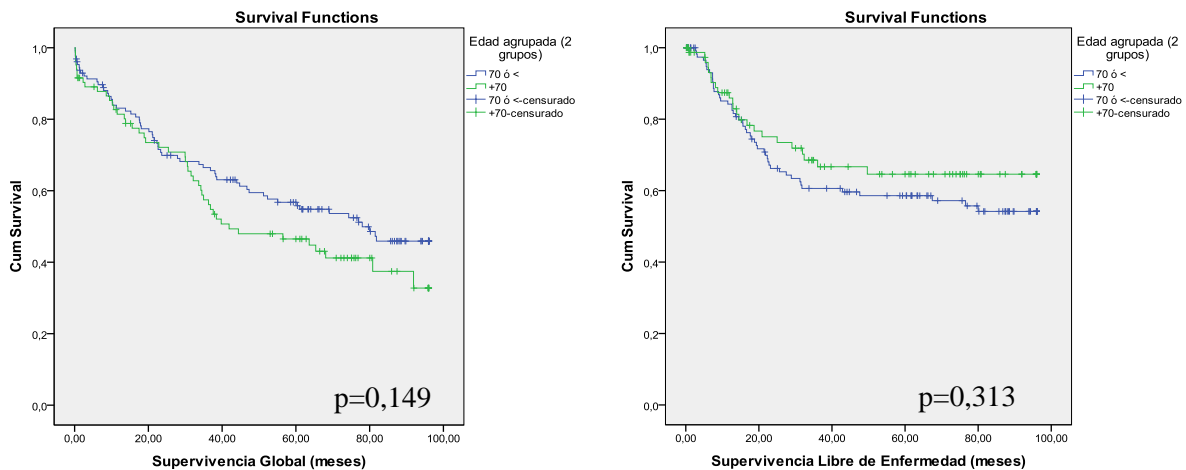 Survival Functions
Edad agrupada (2
grupos)
70 ó <
+70
70 ó <-censurado
+70-censurado
Cum Survival
1,0
0,8
0,6
0,4
0,2
0,0
p=0,149
0,00 20,00 40,00 60,00 80,00 100,00
Supervivencia Global (meses)
Survival Functions
Edad agrupada (2
grupos)
70 ó <
+70
70 ó <-censurado
+70-censurado
Cum Survival
1,0
0,8
0,6
0,4
0,2
0,0
p=0,313
0,00 20,00 40,00 60,00 80,00 100,00
Supervivencia Libre de Enfermedad (meses)